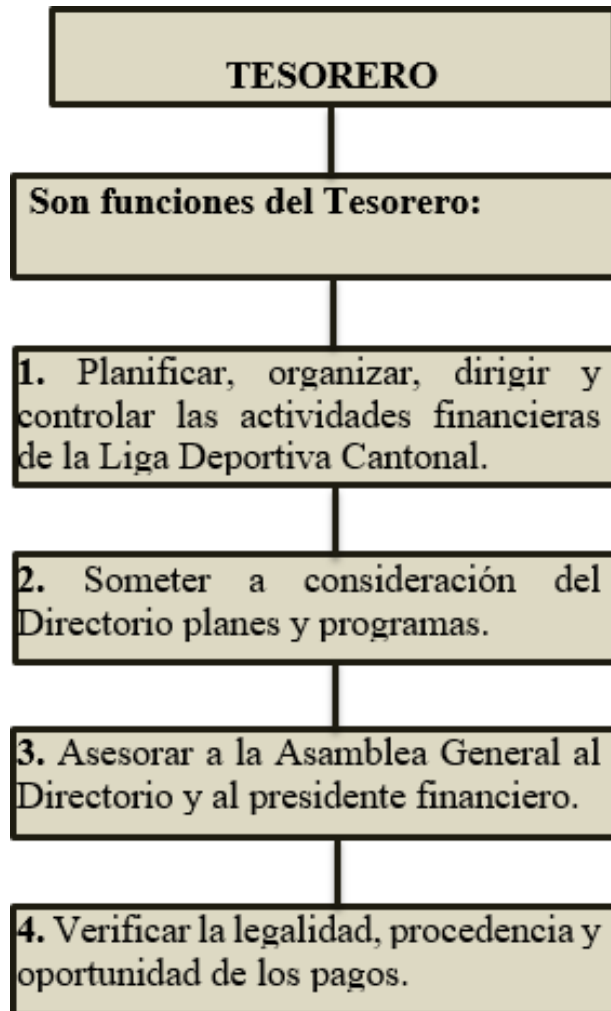 TESORERO
Son funciones del Tesorero:
1. Planificar, organizar, dirigir y
controlar las actividades financieras
de la Liga Deportiva Cantonal.
2. Someter a consideración del
Directorio planes y programas.
3. Asesorar a la Asamblea General al
Directorio y al presidente financiero.
4. Verificar la legalidad, procedencia y
oportunidad de los pagos.